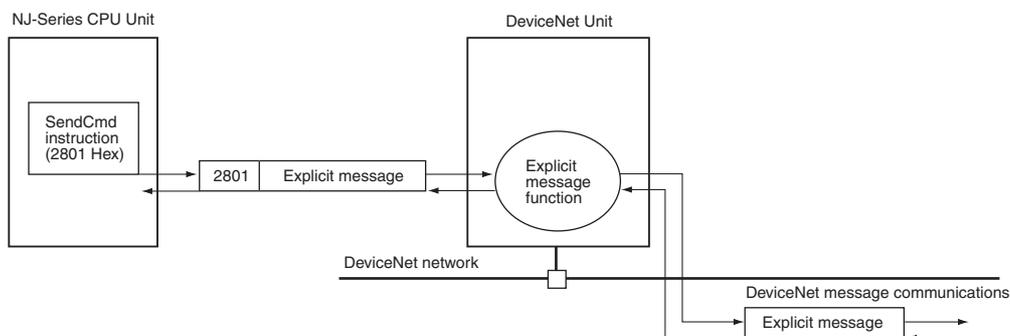 NJ-Series CPU Unit
DeviceNet Unit
SendCmd
instruction
(2801 Hex)
2801
Explicit message
Explicit
message
function
DeviceNet network
DeviceNet message communications
Explicit message